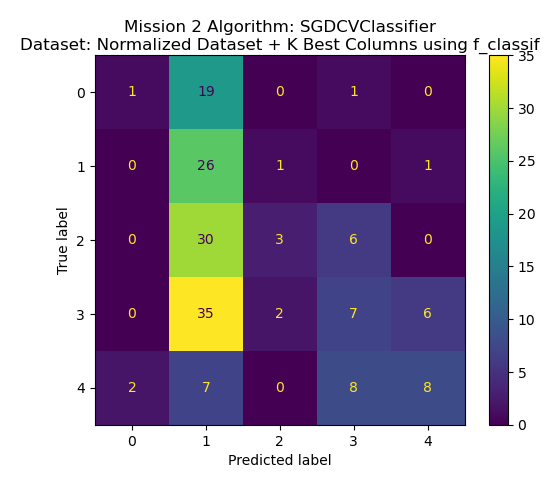 Mission 2 Algorithm: SGDCVClassifier
Dataset: Normalized Dataset + K Best Columns using f_classif
0 1 19 0 1 0
1 0 26 1 0 1
2 0 30 3 6 0
3 0 35 2 7 6
4 2 7 0 8 8
0 1 2 3 4
Predicted label
True label
35
30
25
20
15
10
5
0